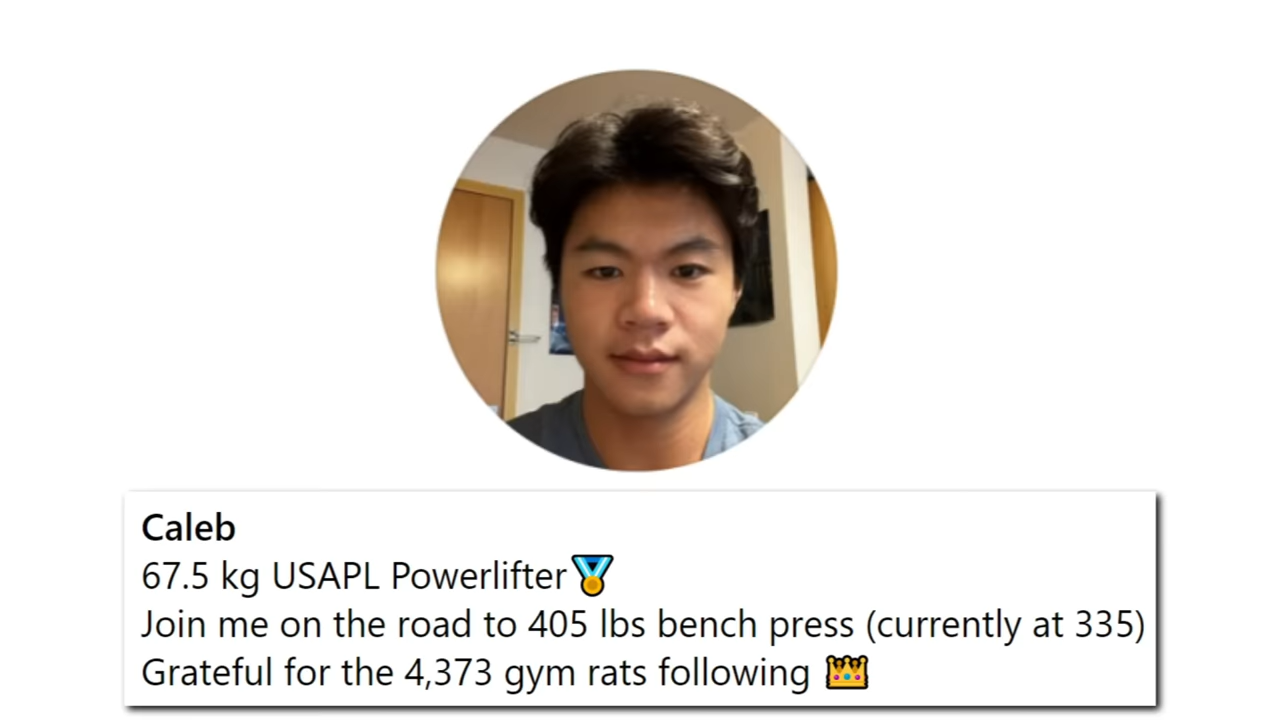 Caleb
67.5 kg USAPL Powerlifter🏅
Join me on the road to 405 lbs bench press (currently at 335)
Grateful for the 4,373 gym rats following 👑